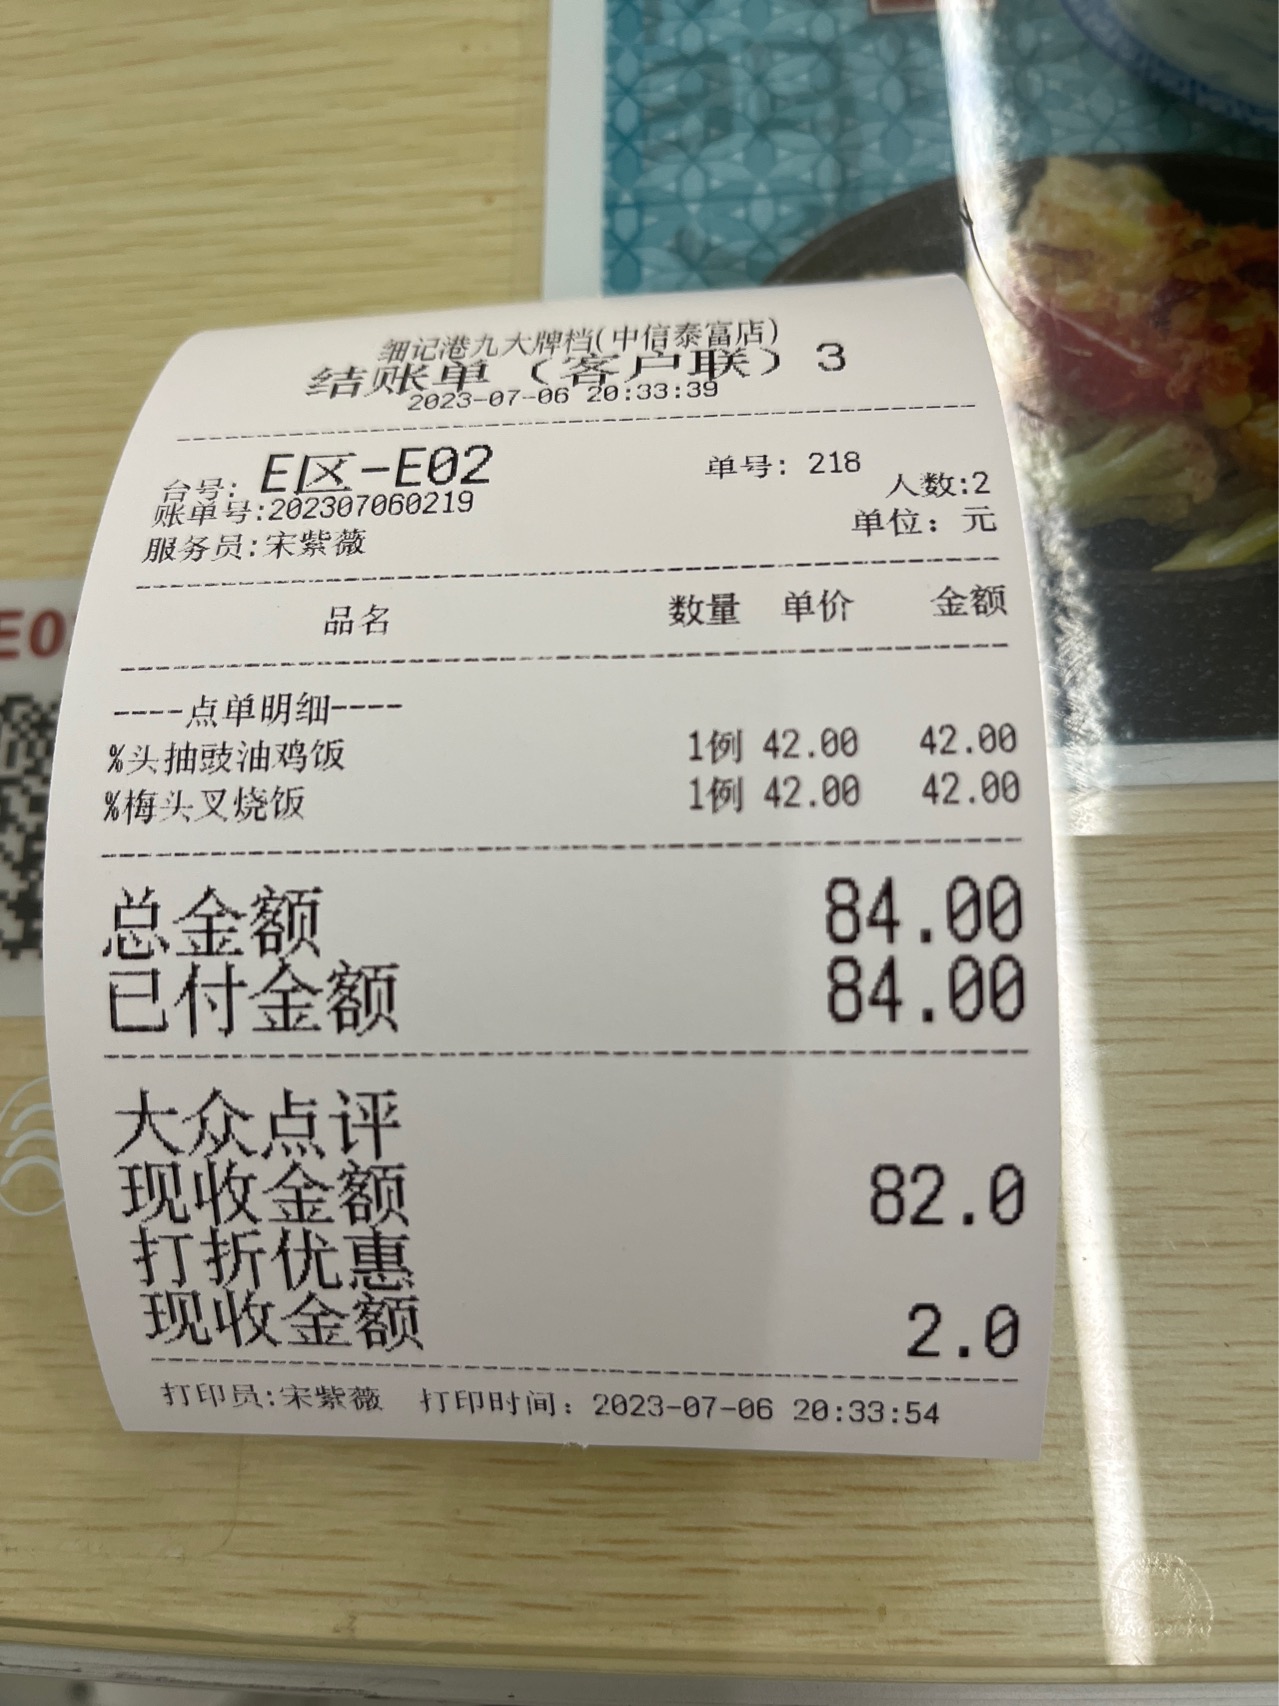 细记港九大牌档(中信泰富店)
结账单（客户联）3
2023-07-06 20:33:39
台号: E区-E02 单号: 218
人数:2
账单号:202307060219
单位：元
服务员:宋紫薇
品名 数量 单价 金额
----点单明细----
%头抽豉油鸡饭 1例 42.00 42.00
%梅头叉烧饭 1例 42.00 42.00
总金额 84.00
已付金额 84.00
大众点评
现收金额 82.0
打折优惠
现收金额 2.0
打印员:宋紫薇 打印时间：2023-07-06 20:33:54
E0